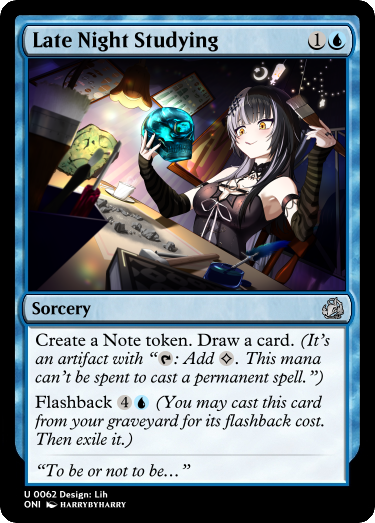 Late Night Studying 1
Sorcery
Create a Note token. Draw a card. (It's
an artifact with “: Add . This mana
can't be spent to cast a permanent spell.”)
Flashback 4 (You may cast this card
from your graveyard for its flashback cost.
Then exile it.)
“To be or not to be…”
U 0062 Design: Lih
ONI HARRYBYHARRY